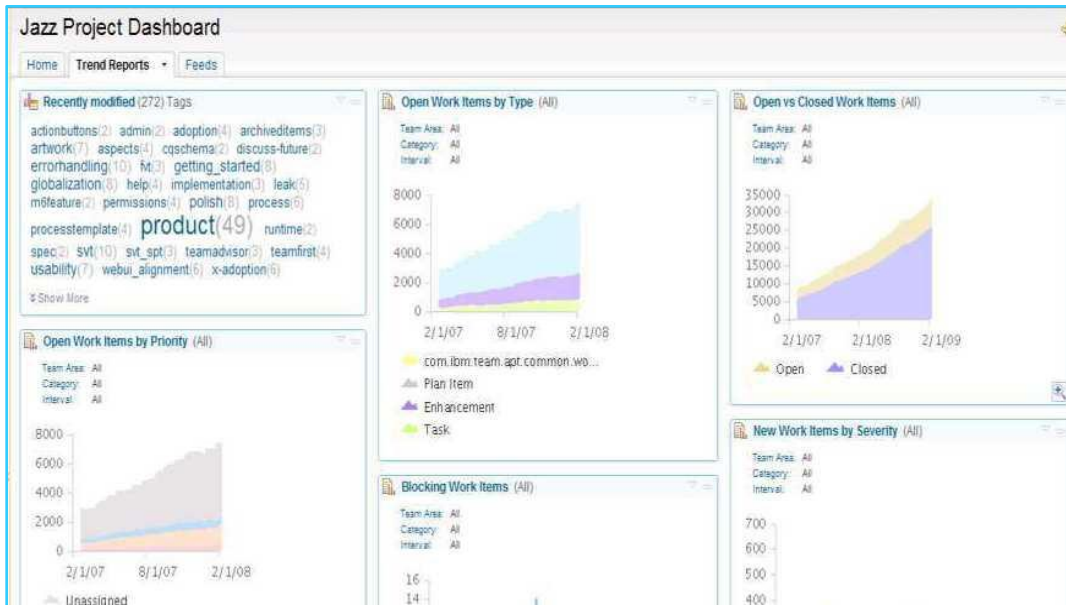 Jazz Project Dashboard
Home Trend Reports Feeds
Recently modified (272) Tags
actionbuttons(2) admin(2) adoption(4) archiveditems(3)
artwork(7) aspects(4) cqschema(2) discuss-future(2)
errorhandling(10) fvt(3) getting_started(8)
globalization(8) help(4) implementation(3) leak(5)
m6feature(2) permissions(4) polish(8) process(6)
processtemplate(4) product(49) runtime(2)
spec(2) svt(10) svt_spt(3) teamadvisor(3) teamfirst(4)
usability(7) webui_alignment(6) x-adoption(6)
Show More
Open Work Items by Priority (All)
Team Area: All
Category: All
Interval: All
8000
6000
4000
2000
0
2/1/07 8/1/07 2/1/08
Unassigned
Open Work Items by Type (All)
Team Area: All
Category: All
Interval: All
8000
6000
4000
2000
0
2/1/07 8/1/07 2/1/08
com.ibm.team.apt.common.wo...
Plan Item
Enhancement
Task
Blocking Work Items (All)
Team Area: All
Category: All
Interval: All
16
14
Open vs Closed Work Items (All)
Team Area: All
Category: All
Interval: All
35000
30000
25000
20000
15000
10000
5000
0
2/1/07 2/1/08 2/1/09
Open Closed
New Work Items by Severity (All)
Team Area: All
Category: All
Interval: All
700
600
500
400